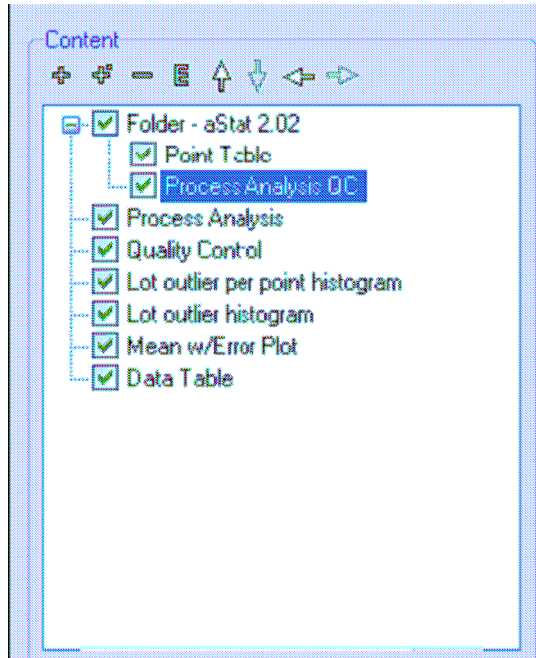 Content
Folder - aStat 2.02
Point Table
Process Analysis QC
Process Analysis
Quality Control
Lot outlier per point histogram
Lot outlier histogram
Mean w/Error Plot
Data Table